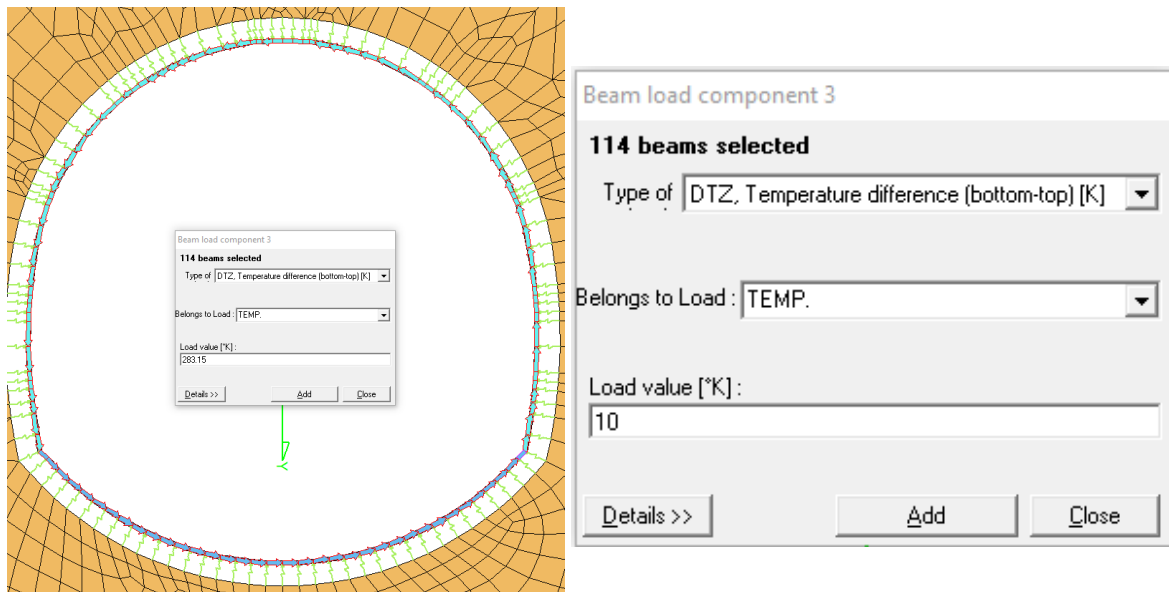 Beam load component 3
114 beams selected
Type of DTZ, Temperature difference (bottom-top) [K]
Belongs to Load : TEMP.
Load value [°K] :
283.15
Details >> Add Close
Y
Beam load component 3
114 beams selected
Type of DTZ, Temperature difference (bottom-top) [K]
Belongs to Load : TEMP.
Load value [°K] :
10
Details >> Add Close